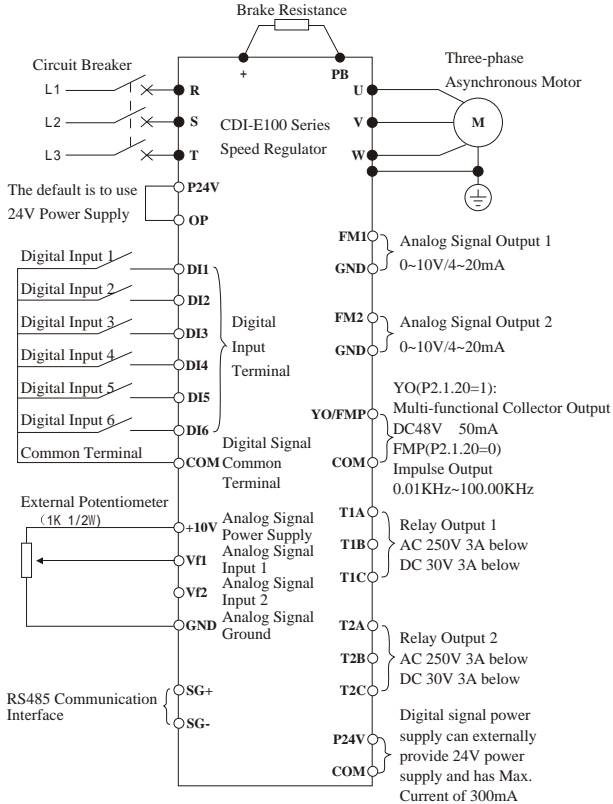 Brake Resistance
Circuit Breaker
+
PB
Three-phase
Asynchronous Motor
L1
R
U
L2
S
CDI-E100 Series
Speed Regulator
V
M
L3
T
W
The default is to use
24V Power Supply
P24V
OP
FM1
GND
Analog Signal Output 1
0~10V/4~20mA
Digital Input 1
DI1
Digital Input 2
DI2
Digital Input 3
DI3
Digital Input 4
DI4
Digital Input 5
DI5
Digital Input 6
DI6
Digital
Input
Terminal
FM2
GND
Analog Signal Output 2
0~10V/4~20mA
Common Terminal
COM
Digital Signal
Common
Terminal
YO/FMP
COM
YO(P2.1.20=1):
Multi-functional Collector Output
DC48V 50mA
FMP(P2.1.20=0)
Impulse Output
0.01KHz~100.00KHz
External Potentiometer
(1K 1/2W)
+10V
Analog Signal
Power Supply
Vf1
Analog Signal
Input 1
Vf2
Analog Signal
Input 2
GND
Analog Signal
Ground
T1A
T1B
T1C
Relay Output 1
AC 250V 3A below
DC 30V 3A below
T2A
T2B
T2C
Relay Output 2
AC 250V 3A below
DC 30V 3A below
RS485 Communication
Interface
SG+
SG-
P24V
COM
Digital signal power
supply can externally
provide 24V power
supply and has Max.
Current of 300mA